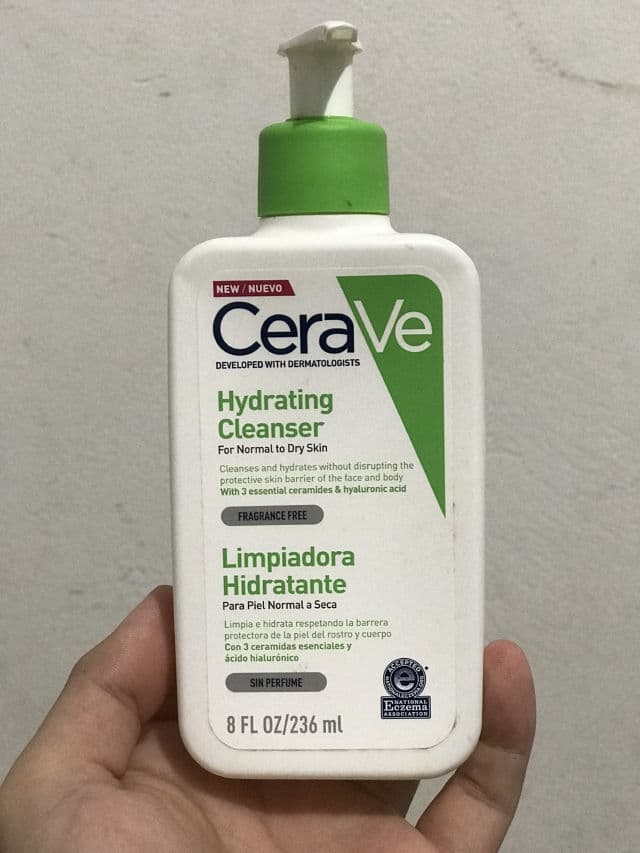 NEW / NUEVO
CeraVe
DEVELOPED WITH DERMATOLOGISTS
Hydrating
Cleanser
For Normal to Dry Skin
Cleanses and hydrates without disrupting the
protective skin barrier of the face and body
With 3 essential ceramides & hyaluronic acid
FRAGRANCE FREE
Limpiadora
Hidratante
Para Piel Normal a Seca
Limpia e hidrata respetando la barrera
protectora de la piel del rostro y cuerpo
Con 3 ceramidas esenciales y
ácido hialurónico
SIN PERFUME
ACCEPTED
e
NATIONAL
Eczema
ASSOCIATION
8 FL OZ/236 ml